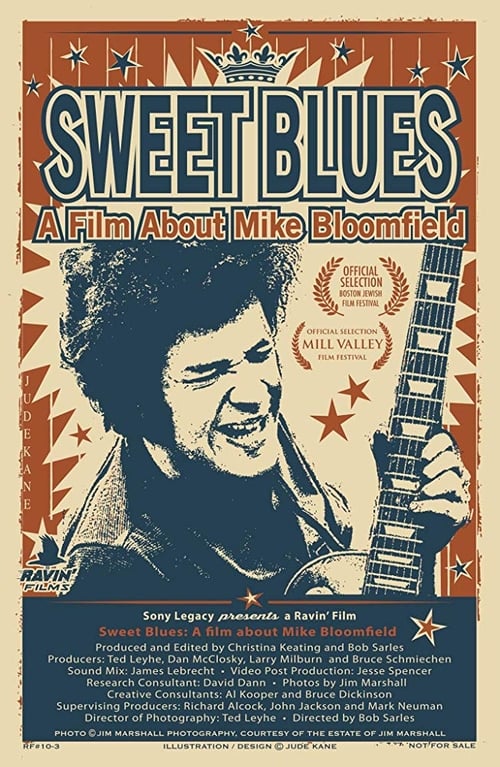 SWEET BLUES
A Film About Mike Bloomfield
OFFICIAL
SELECTION
BOSTON JEWISH
FILM FESTIVAL
OFFICIAL SELECTION
MILL VALLEY
FILM FESTIVAL
JUDE KANE
RAVIN'
FILMS
Sony Legacy presents a Ravin' Film
Sweet Blues: A film about Mike Bloomfield
Produced and Edited by Christina Keating and Bob Sarles
Producers: Ted Leyhe, Dan McClosky, Larry Milburn and Bruce Schmiechen
Sound Mix: James Lebrecht • Video Post Production: Jesse Spencer
Research Consultant: David Dann • Photos by Jim Marshall
Creative Consultants: Al Kooper and Bruce Dickinson
Supervising Producers: Richard Alcock, John Jackson and Mark Neuman
Director of Photography: Ted Leyhe • Directed by Bob Sarles
PHOTO © JIM MARSHALL PHOTOGRAPHY, COURTESY OF THE ESTATE OF JIM MARSHALL
RF#10-3 ILLUSTRATION / DESIGN © JUDE KANE NOT FOR SALE